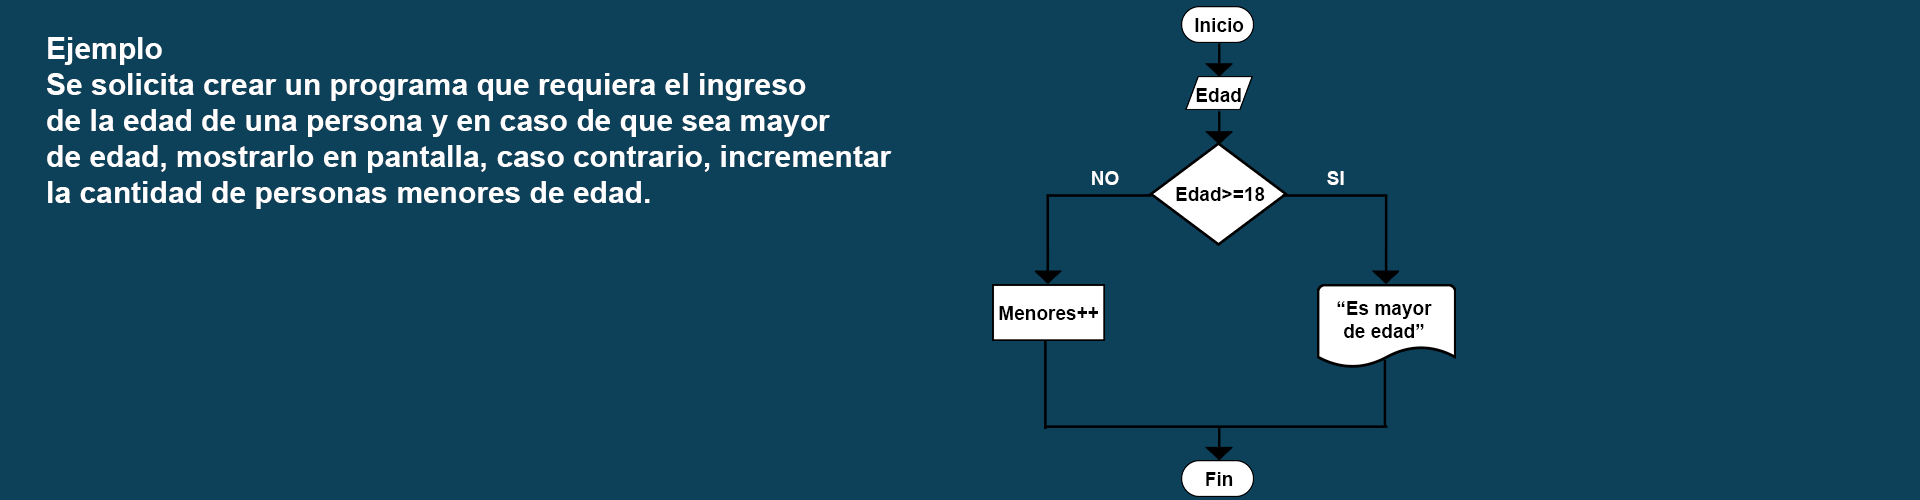 Ejemplo
Se solicita crear un programa que requiera el ingreso
de la edad de una persona y en caso de que sea mayor
de edad, mostrarlo en pantalla, caso contrario, incrementar
la cantidad de personas menores de edad.
Inicio
Edad
NO
Edad>=18
SI
Menores++
“Es mayor
de edad”
Fin